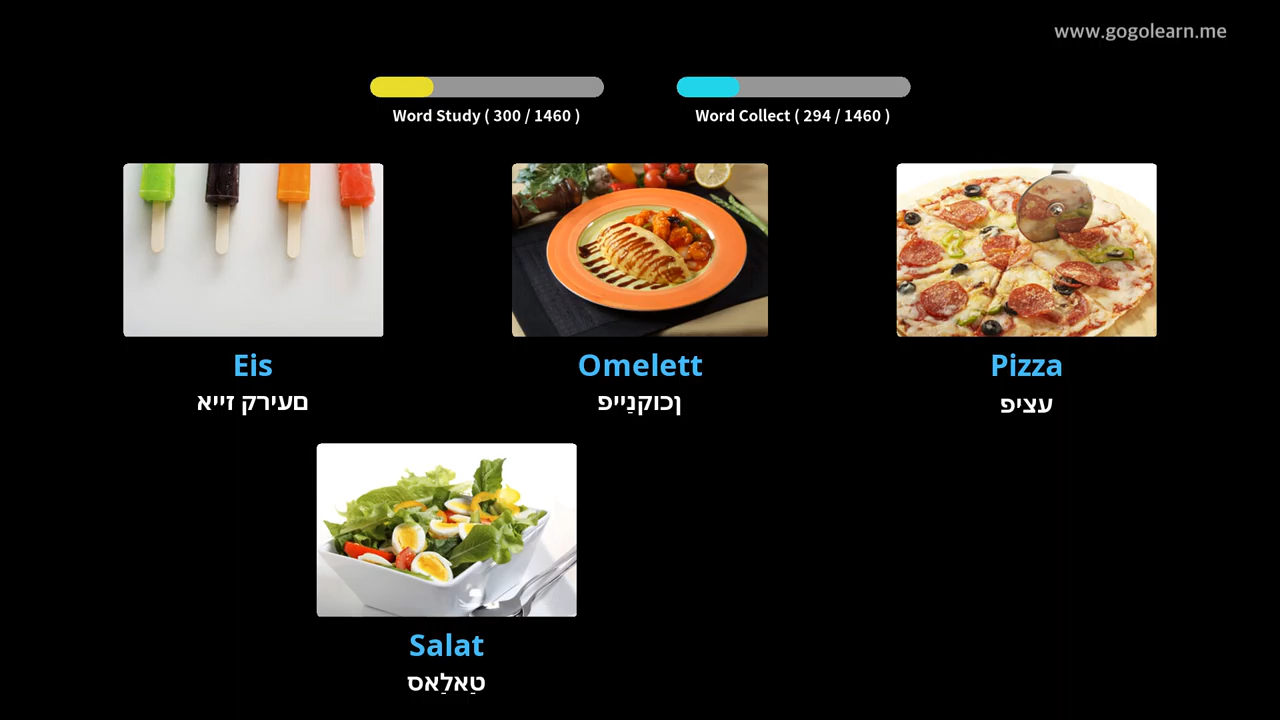 www.gogolearn.me
Word Study ( 300 / 1460 )
Word Collect ( 294 / 1460 )
Eis
םעירק זייא
Omelett
ןכוקנַייפ
Pizza
עציפ
Salat
טַאלַאס